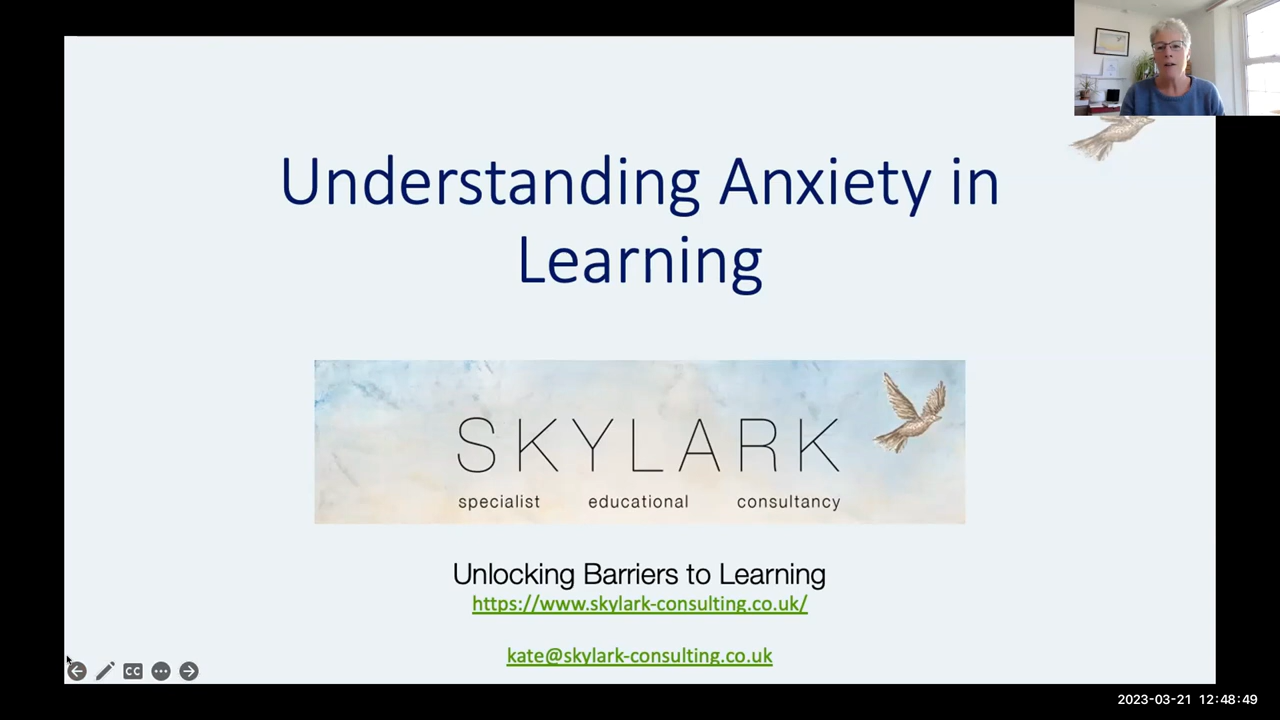 Understanding Anxiety in
Learning
SKYLARK
specialist educational consultancy
Unlocking Barriers to Learning
https://www.skylark-consulting.co.uk/
kate@skylark-consulting.co.uk
CC
2023-03-21 12:48:49